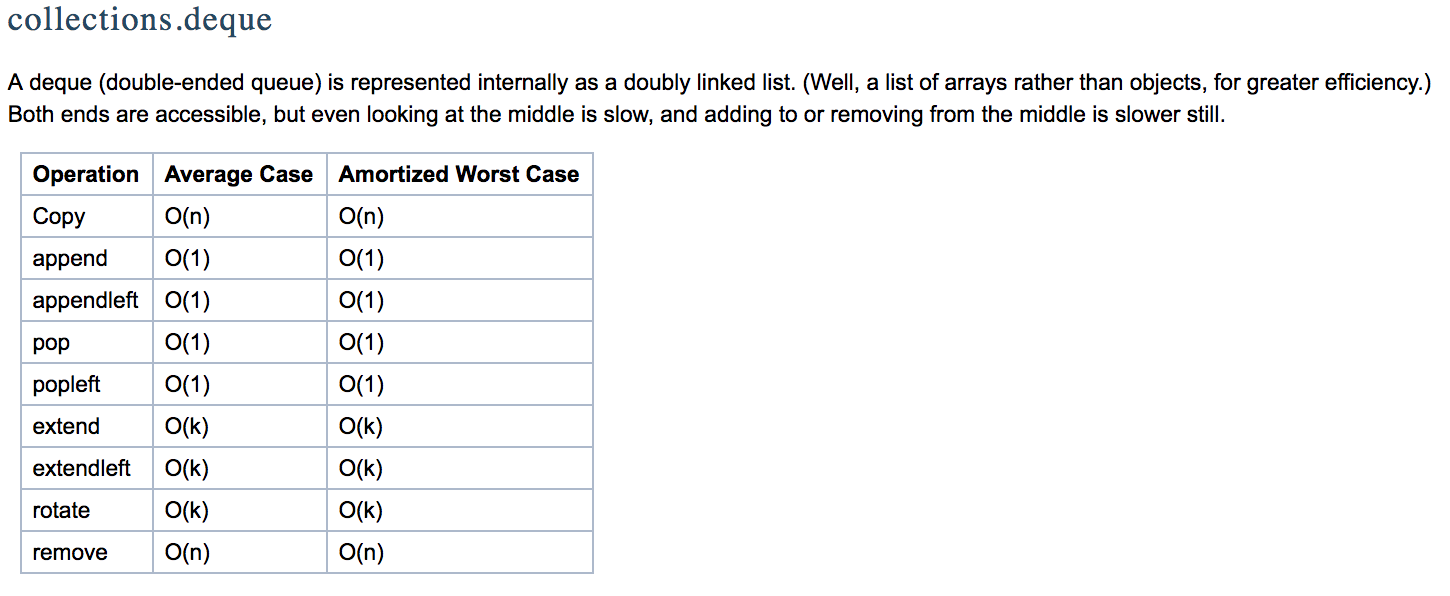 collections.deque
A deque (double-ended queue) is represented internally as a doubly linked list. (Well, a list of arrays rather than objects, for greater efficiency.)
Both ends are accessible, but even looking at the middle is slow, and adding to or removing from the middle is slower still.
Operation Average Case Amortized Worst Case
Copy O(n) O(n)
append O(1) O(1)
appendleft O(1) O(1)
pop O(1) O(1)
popleft O(1) O(1)
extend O(k) O(k)
extendleft O(k) O(k)
rotate O(k) O(k)
remove O(n) O(n)